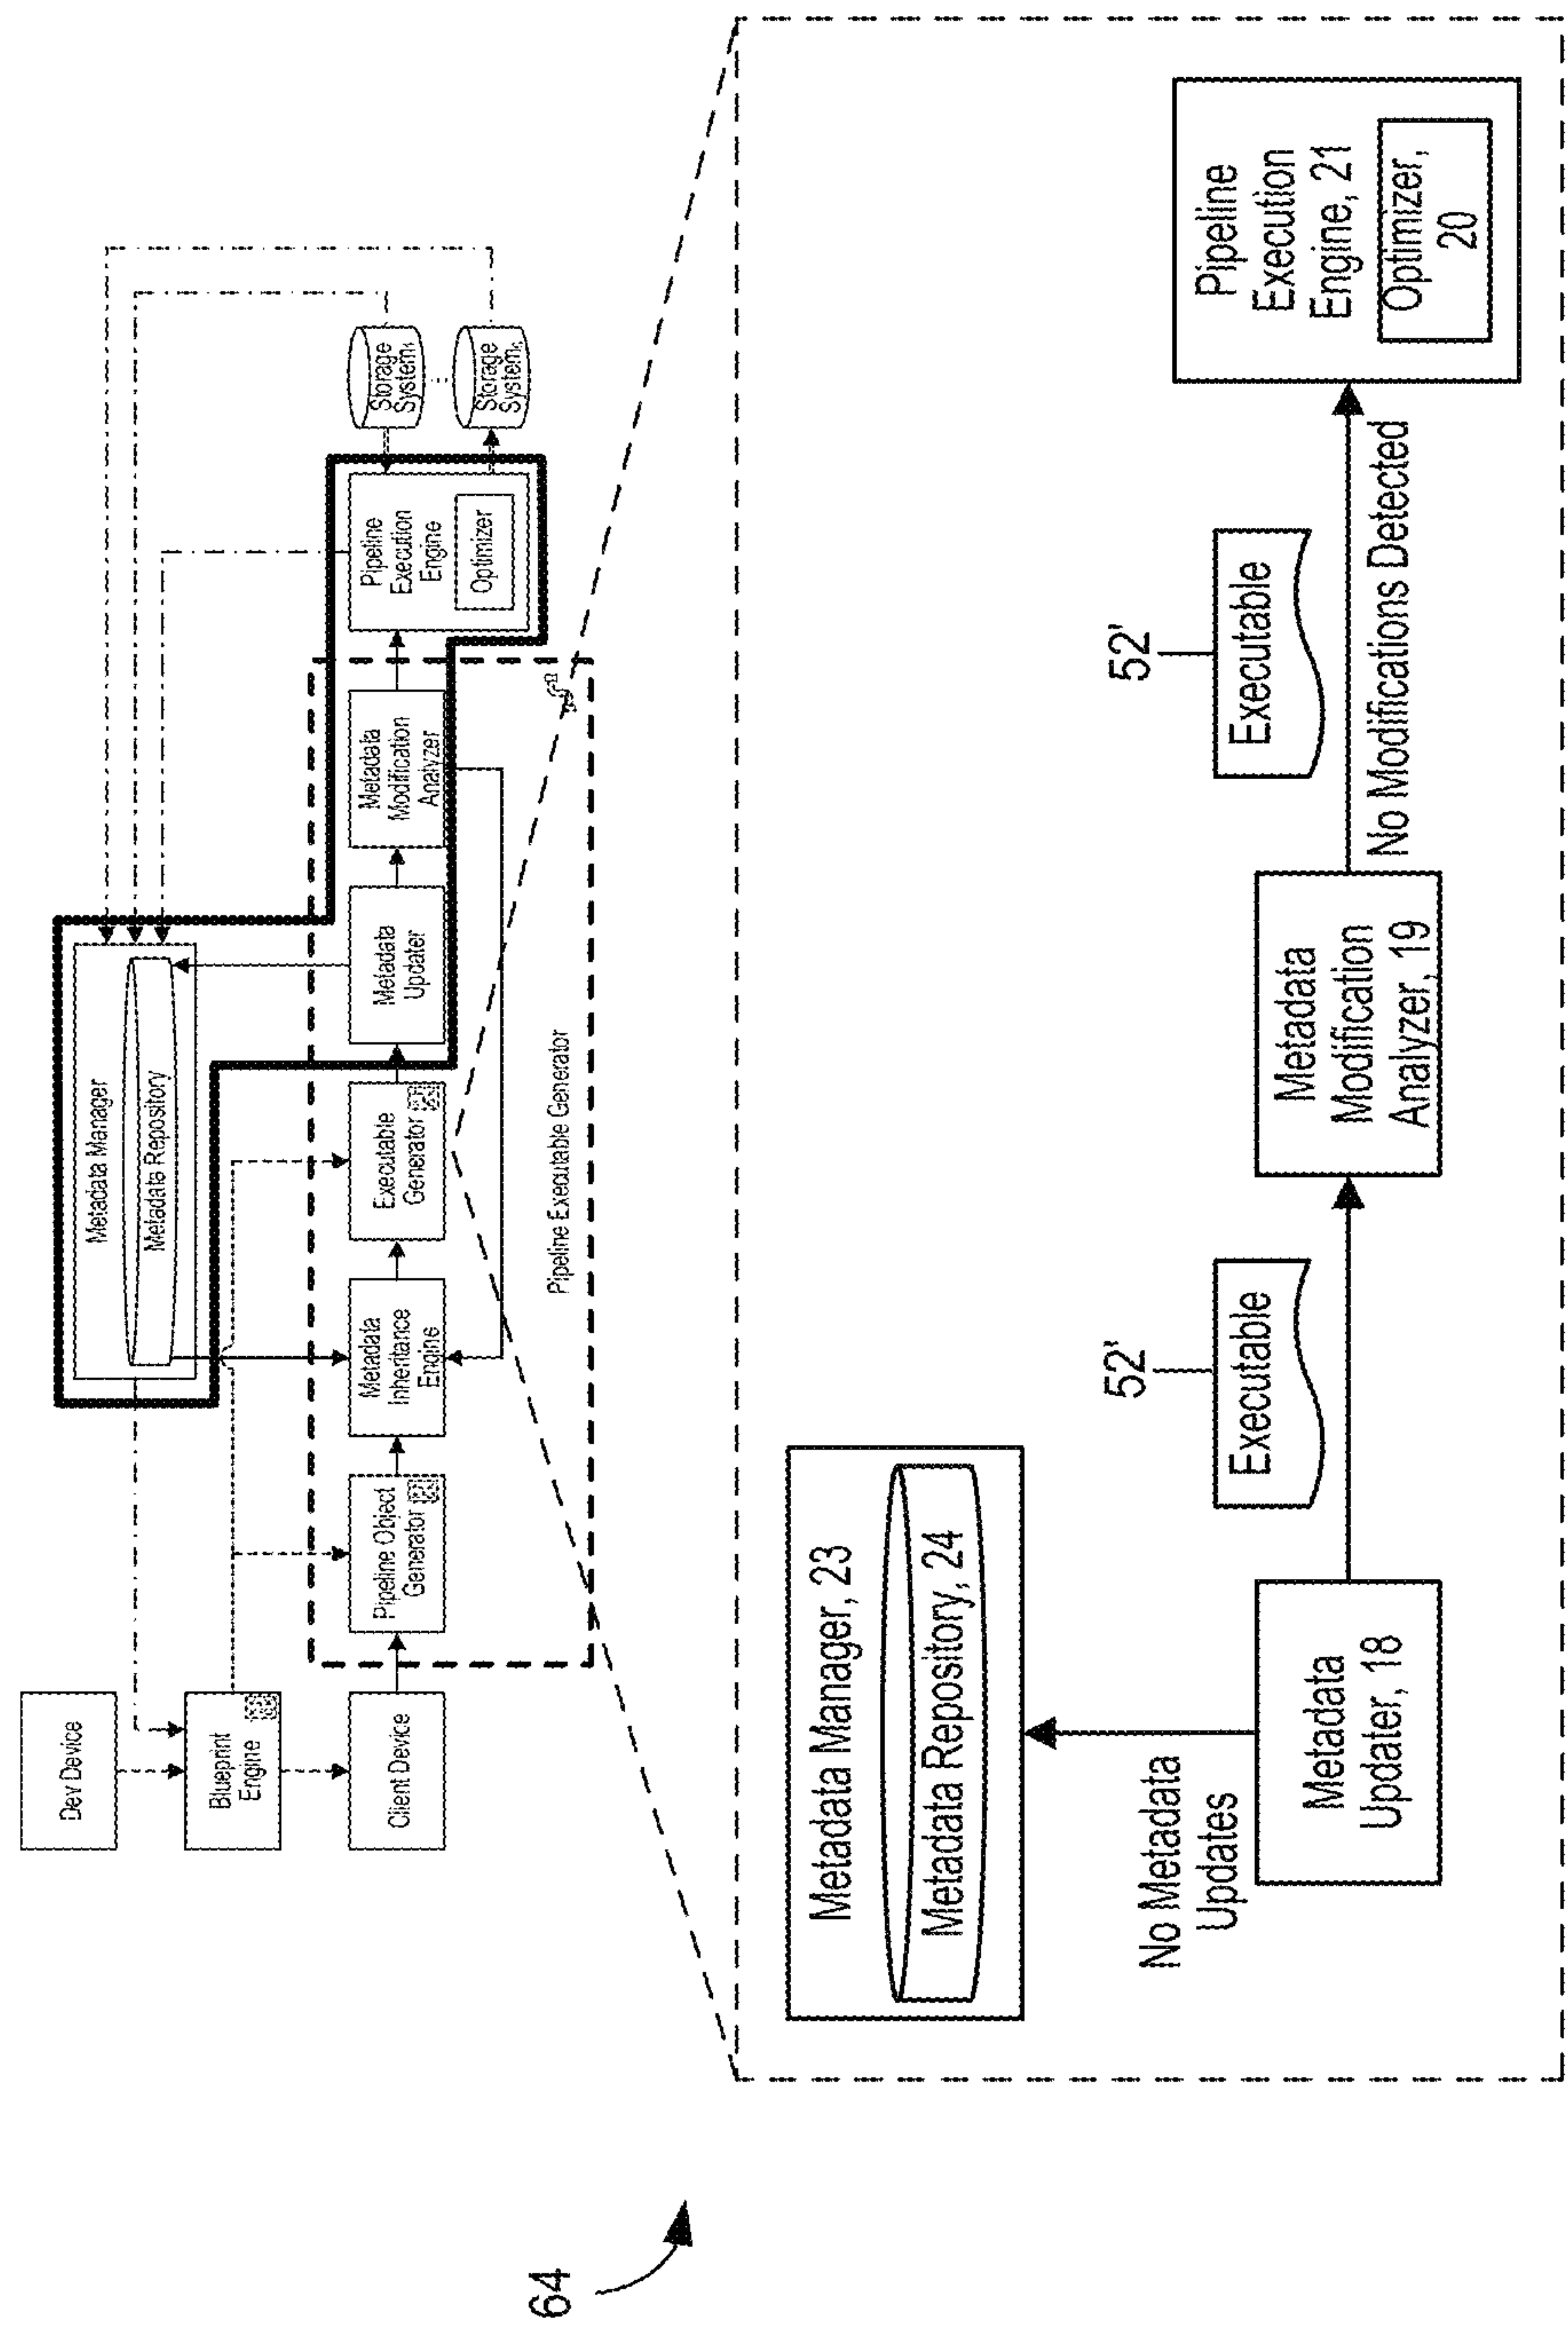 Dev Device
Blueprint
Engine
Client Device
Metadata Manager
Metadata Repository
Pipeline Object
Generator
Metadata
Inheritance
Engine
Executable
Generator
Metadata
Updater
Metadata
Modification
Analyzer
Pipeline
Execution
Engine
Optimizer
Storage
System
Storage
System
Pipeline Executable Generator
64
Metadata Manager, 23
Metadata Repository, 24
No Metadata
Updates
Metadata
Updater, 18
52'
Executable
Metadata
Modification
Analyzer, 19
52'
Executable
No Modifications Detected
Pipeline
Execution
Engine, 21
Optimizer,
20